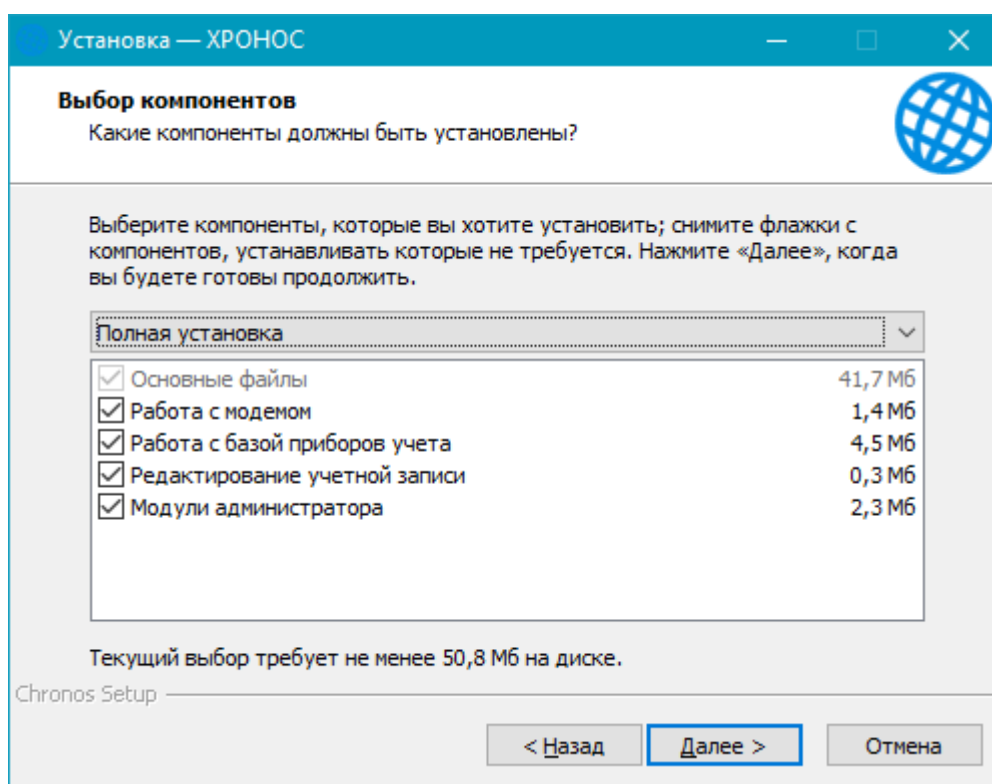 Установка — ХРОНОС
Выбор компонентов
Какие компоненты должны быть установлены?
Выберите компоненты, которые вы хотите установить; снимите флажки с
компонентов, устанавливать которые не требуется. Нажмите «Далее», когда
вы будете готовы продолжить.
Полная установка
Основные файлы 41,7 Мб
Работа с модемом 1,4 Мб
Работа с базой приборов учета 4,5 Мб
Редактирование учетной записи 0,3 Мб
Модули администратора 2,3 Мб
Текущий выбор требует не менее 50,8 Мб на диске.
Chronos Setup
< Назад Далее > Отмена